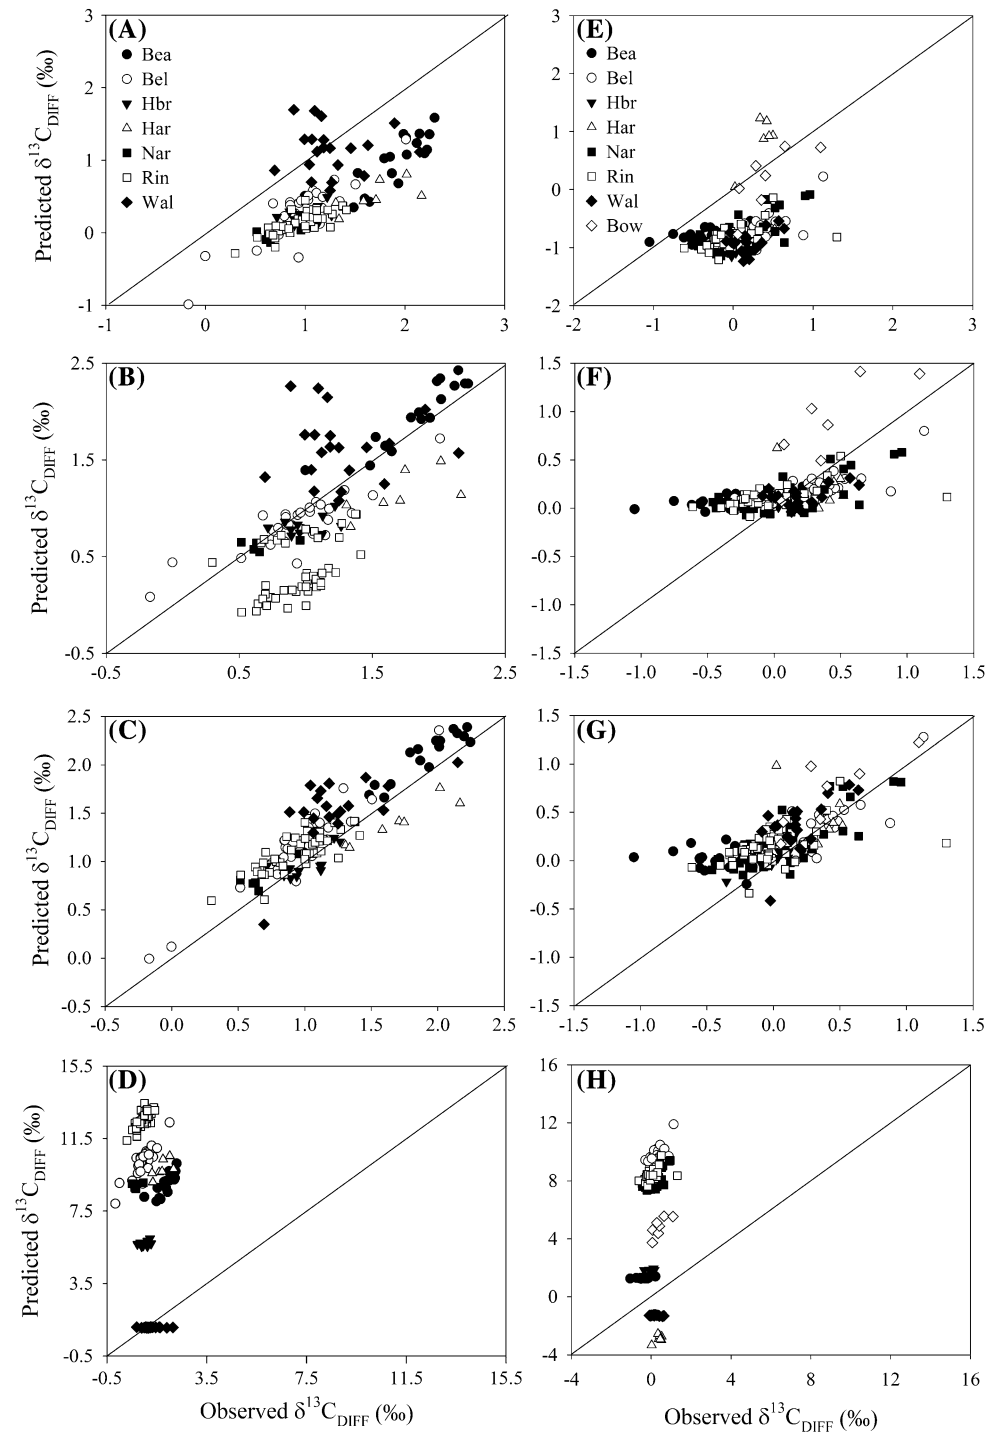 (A)
Predicted δ¹³C_DIFF (‰)
3
2
1
0
-1
-1 0 1 2 3
Bea
Bel
Hbr
Har
Nar
Rin
Wal
(E)
3
2
1
0
-1
-2
-2 -1 0 1 2 3
Bea
Bel
Hbr
Har
Nar
Rin
Wal
Bow
(B)
Predicted δ¹³C_DIFF (‰)
2.5
1.5
0.5
-0.5
-0.5 0.5 1.5 2.5
(F)
1.5
1.0
0.5
0.0
-0.5
-1.0
-1.5
-1.5 -1.0 -0.5 0.0 0.5 1.0 1.5
(C)
Predicted δ¹³C_DIFF (‰)
2.5
2.0
1.5
1.0
0.5
0.0
-0.5
-0.5 0.0 0.5 1.0 1.5 2.0 2.5
(G)
1.5
1.0
0.5
0.0
-0.5
-1.0
-1.5
-1.5 -1.0 -0.5 0.0 0.5 1.0 1.5
(D)
Predicted δ¹³C_DIFF (‰)
15.5
11.5
7.5
3.5
-0.5
-0.5 3.5 7.5 11.5 15.5
Observed δ¹³C_DIFF (‰)
(H)
16
12
8
4
0
-4
-4 0 4 8 12 16
Observed δ¹³C_DIFF (‰)